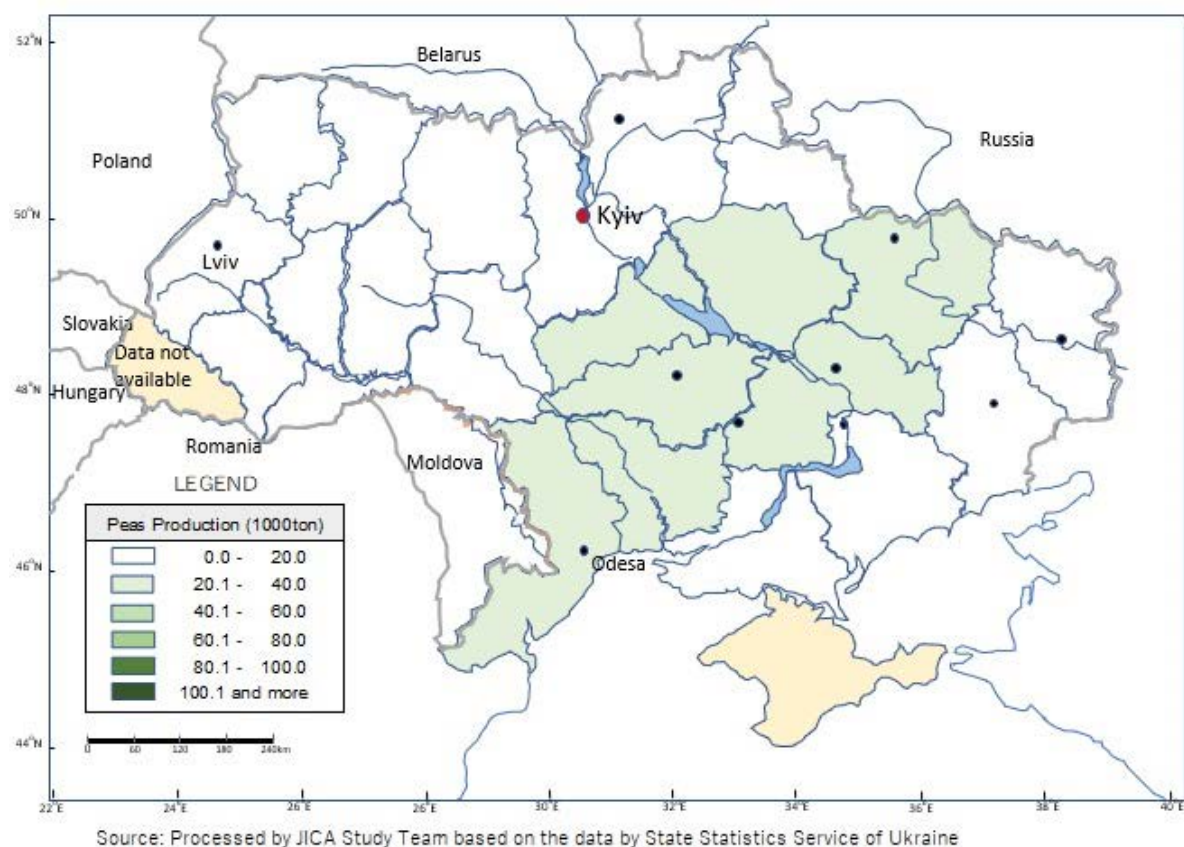 52°N
Belarus
Poland
Russia
50°N
Kyiv
Lviv
Slovakia
Data not
available
48°N
Hungary
Romania
Moldova
LEGEND
Peas Production (1000ton)
0.0 - 20.0
20.1 - 40.0
40.1 - 60.0
60.1 - 80.0
80.1 - 100.0
100.1 and more
46°N
Odesa
44°N
0 60 120 180 240km
22°E 24°E 26°E 30°E 32°E 34°E 36°E 38°E 40°E
Source: Processed by JICA Study Team based on the data by State Statistics Service of Ukraine